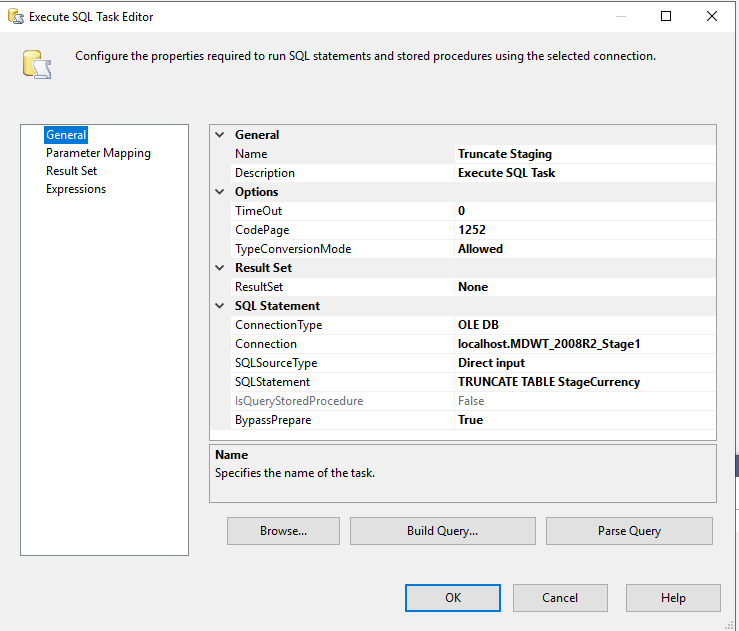 Execute SQL Task Editor
Configure the properties required to run SQL statements and stored procedures using the selected connection.
General
Parameter Mapping
Result Set
Expressions
General
Name Truncate Staging
Description Execute SQL Task
Options
TimeOut 0
CodePage 1252
TypeConversionMode Allowed
Result Set
ResultSet None
SQL Statement
ConnectionType OLE DB
Connection localhost.MDWT_2008R2_Stage1
SQLSourceType Direct input
SQLStatement TRUNCATE TABLE StageCurrency
IsQueryStoredProcedure False
BypassPrepare True
Name
Specifies the name of the task.
Browse... Build Query... Parse Query
OK Cancel Help